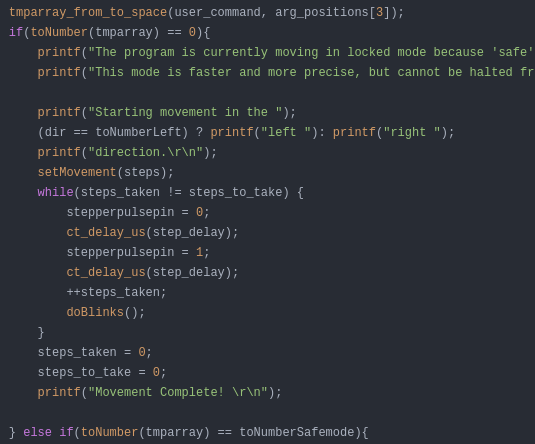 tmparray_from_to_space(user_command, arg_positions[3]);
if(toNumber(tmparray) == 0){
    printf("The program is currently moving in locked mode because 'safe'
    printf("This mode is faster and more precise, but cannot be halted fr
    printf("Starting movement in the ");
    (dir == toNumberLeft) ? printf("left "): printf("right ");
    printf("direction.\r\n");
    setMovement(steps);
    while(steps_taken != steps_to_take) {
        stepperpulsepin = 0;
        ct_delay_us(step_delay);
        stepperpulsepin = 1;
        ct_delay_us(step_delay);
        ++steps_taken;
        doBlinks();
    }
    steps_taken = 0;
    steps_to_take = 0;
    printf("Movement Complete! \r\n");
} else if(toNumber(tmparray) == toNumberSafemode){